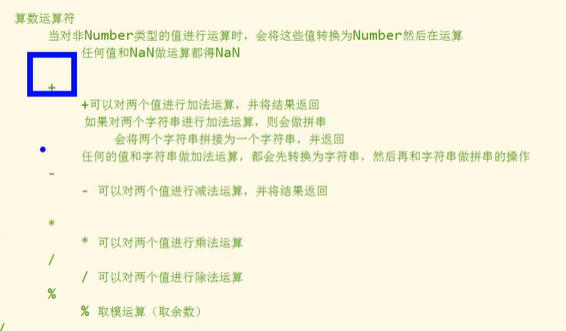 算数运算符
当对非Number类型的值进行运算时，会将这些值转换为Number然后在运算
任何值和NaN做运算都得NaN
+
+可以对两个值进行加法运算，并将结果返回
如果对两个字符串进行加法运算，则会做拼串
会将两个字符串拼接为一个字符串，并返回
任何的值和字符串做加法运算，都会先转换为字符串，然后再和字符串做拼串的操作
-
- 可以对两个值进行减法运算，并将结果返回
*
* 可以对两个值进行乘法运算
/
/ 可以对两个值进行除法运算
%
% 取模运算（取余数）
/